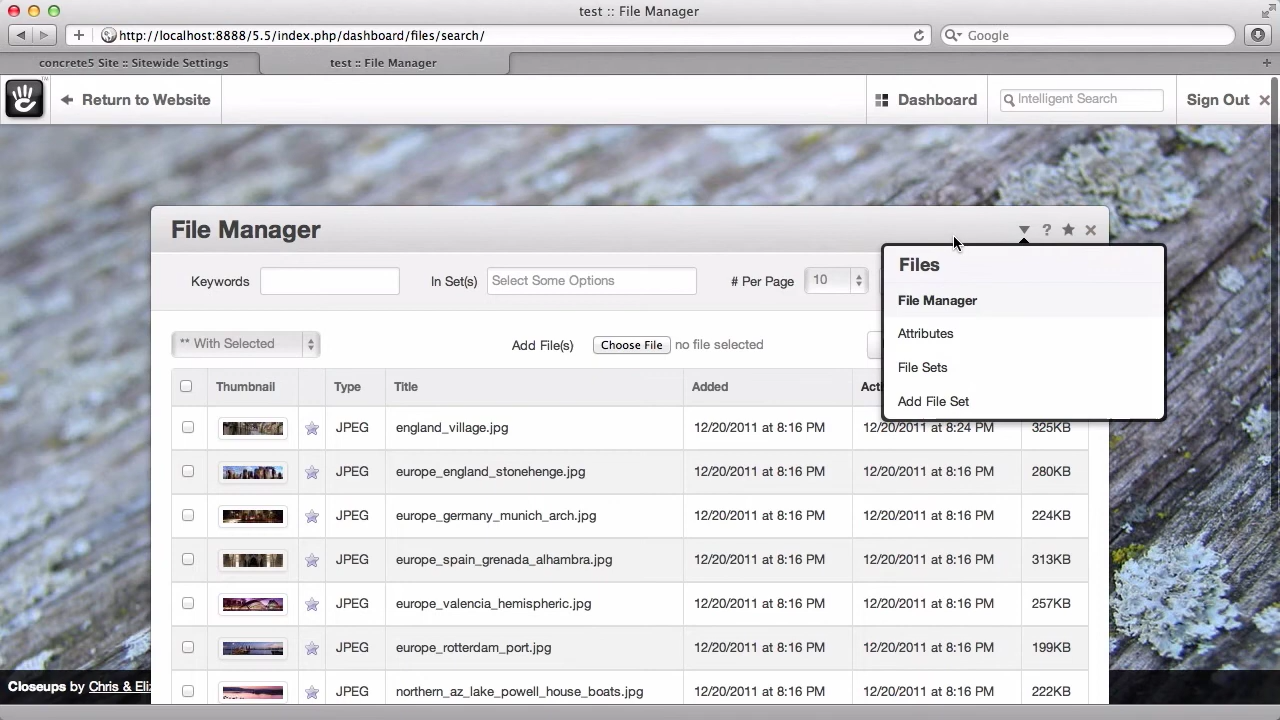 test :: File Manager
http://localhost:8888/5.5/index.php/dashboard/files/search/
Google
concrete5 Site :: Sitewide Settings
test :: File Manager
Return to Website
Dashboard
Intelligent Search
Sign Out
File Manager
?
Files
File Manager
Attributes
File Sets
Add File Set
Keywords
In Set(s)
Select Some Options
# Per Page
10
** With Selected
Add File(s)
Choose File
no file selected
Thumbnail Type Title Added
england_village.jpg
JPEG
12/20/2011 at 8:16 PM
12/20/2011 at 8:24 PM
325KB
JPEG europe_england_stonehenge.jpg 12/20/2011 at 8:16 PM 12/20/2011 at 8:16 PM 280KB
JPEG europe_germany_munich_arch.jpg 12/20/2011 at 8:16 PM 12/20/2011 at 8:16 PM 224KB
JPEG europe_spain_grenada_alhambra.jpg 12/20/2011 at 8:16 PM 12/20/2011 at 8:16 PM 313KB
JPEG europe_valencia_hemispheric.jpg 12/20/2011 at 8:16 PM 12/20/2011 at 8:16 PM 257KB
JPEG europe_rotterdam_port.jpg 12/20/2011 at 8:16 PM 12/20/2011 at 8:16 PM 199KB
JPEG northern_az_lake_powell_house_boats.jpg 12/20/2011 at 8:16 PM 12/20/2011 at 8:16 PM 222KB
Closeups by Chris &